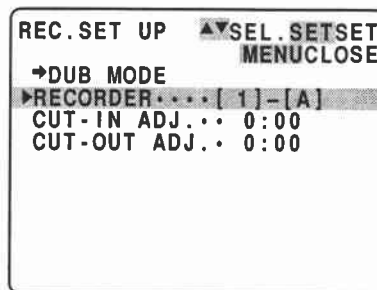 REC.SET UP ▲▼SEL.SETSET
MENUCLOSE
➔DUB MODE
▶RECORDER····[ 1]-[A]
CUT-IN ADJ.·· 0:00
CUT-OUT ADJ.· 0:00